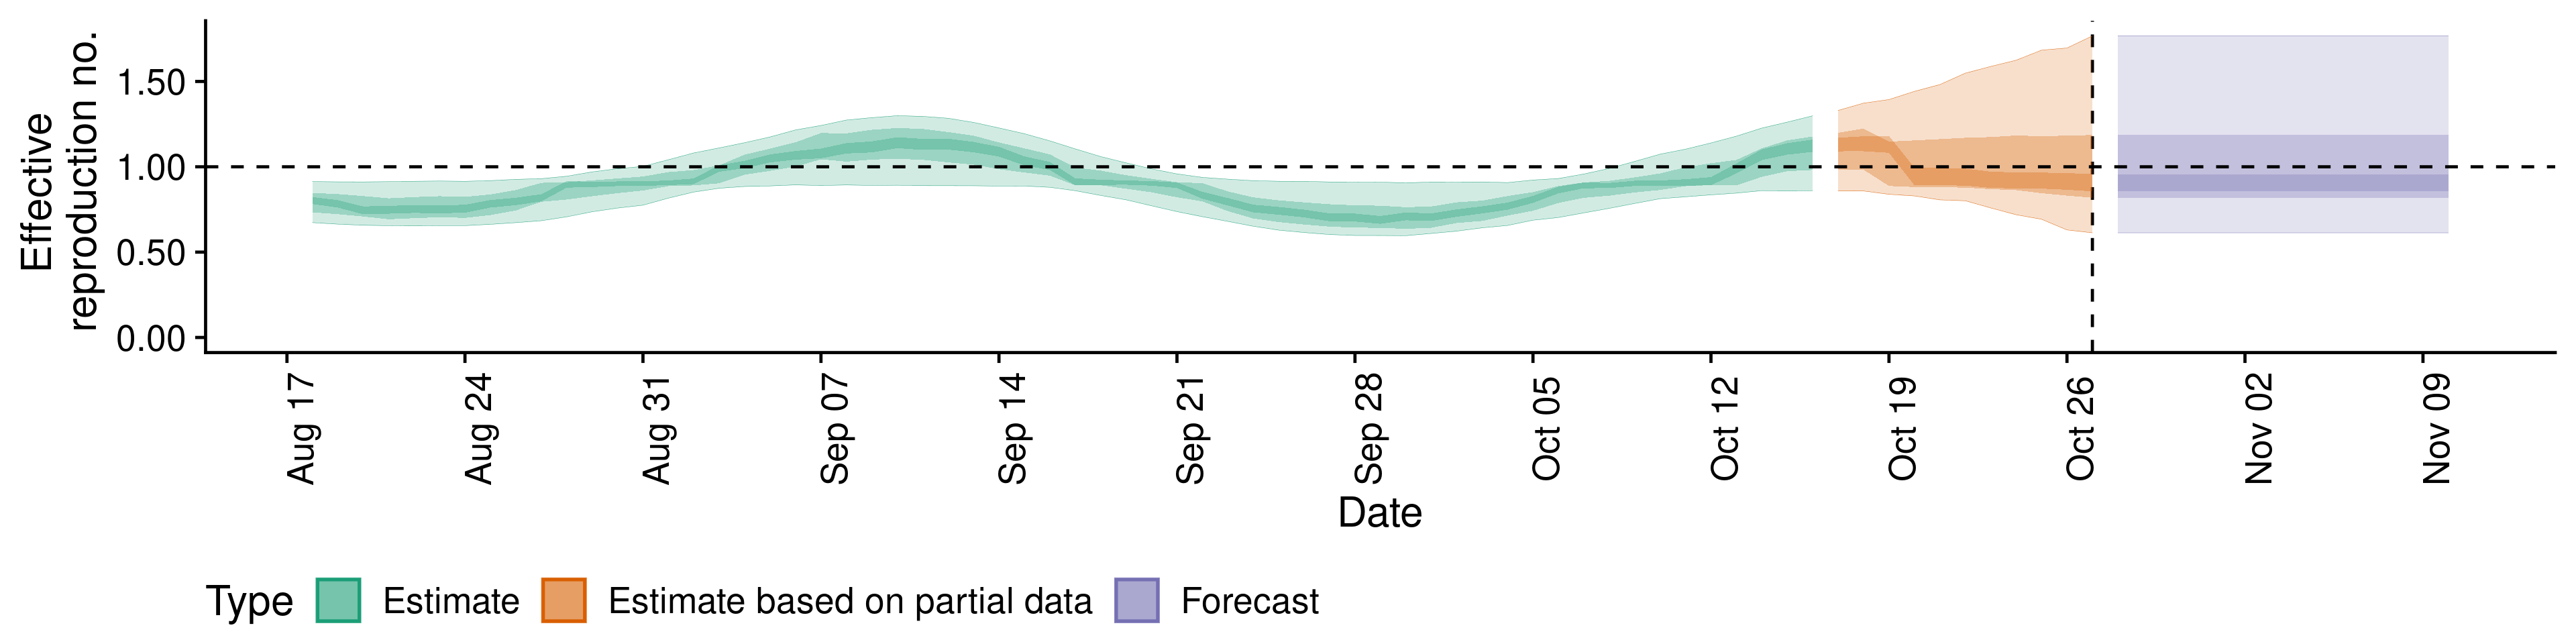 Effective
reproduction no.
1.50
1.00
0.50
0.00
Aug 17
Aug 24
Aug 31
Sep 07
Sep 14
Sep 21
Sep 28
Oct 05
Oct 12
Oct 19
Oct 26
Nov 02
Nov 09
Date
Type Estimate Estimate based on partial data Forecast